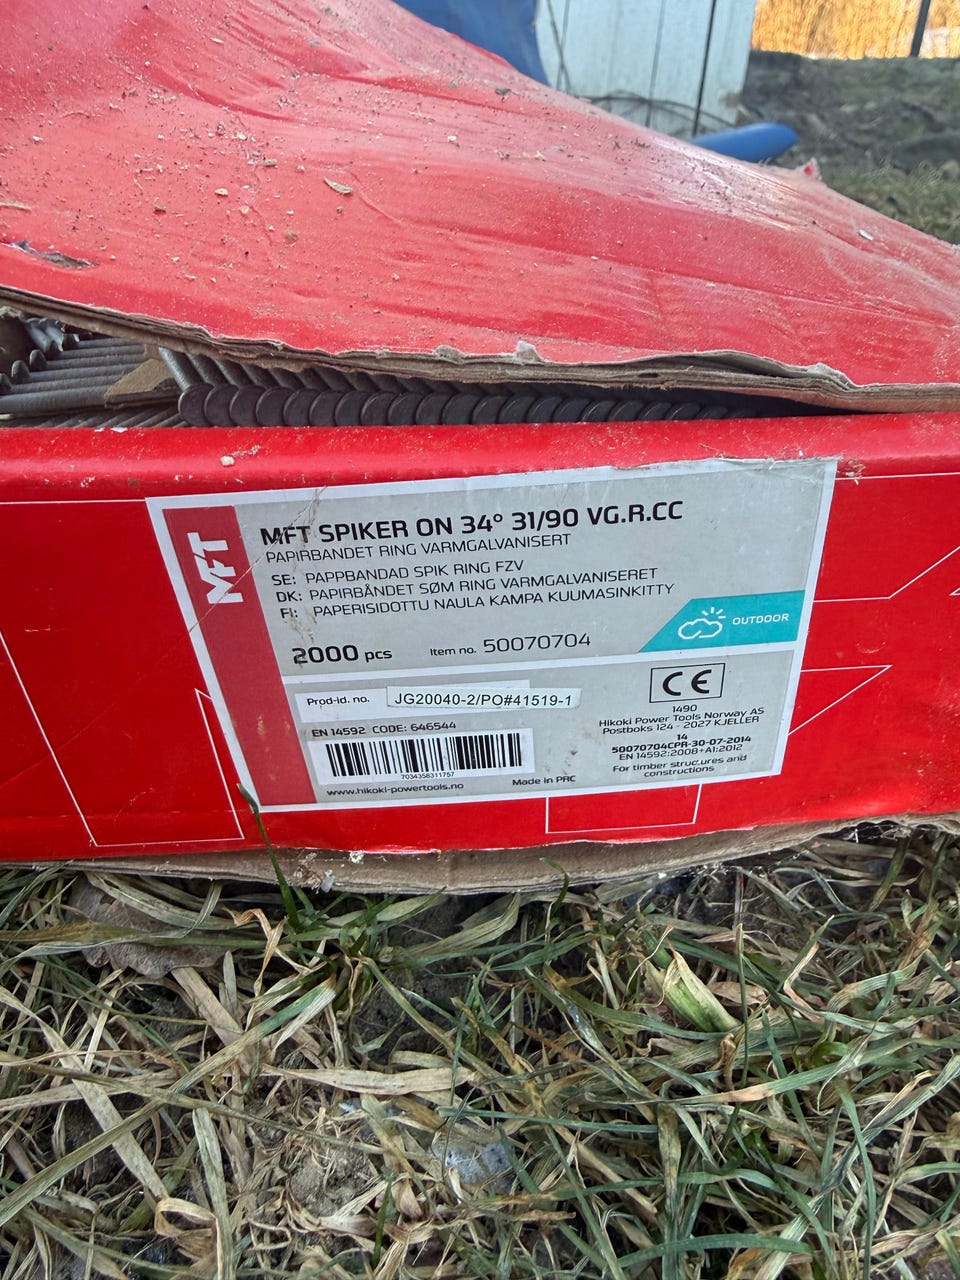 MFT
MFT SPIKER ON 34° 31/90 VG.R.CC
PAPIRBANDET RING VARMGALVANISERT
SE: PAPPBANDAD SPIK RING FZV
DK: PAPIRBÅNDET SØM RING VARMGALVANISERET
FI: PAPERISIDOTTU NAULA KAMPA KUUMASINKITTY
OUTDOOR
2000 pcs Item no. 50070704
Prod-id. no. JG20040-2/PO#41519-1
EN 14592 CODE: 646544
7034358311757
www.hikoki-powertools.no
Made in PRC
CE
1490
Hikoki Power Tools Norway AS
Postboks 124 - 2027 KJELLER
14
50070704CPR-30-07-2014
EN 14592:2008+A1:2012
For timber structures and
constructions